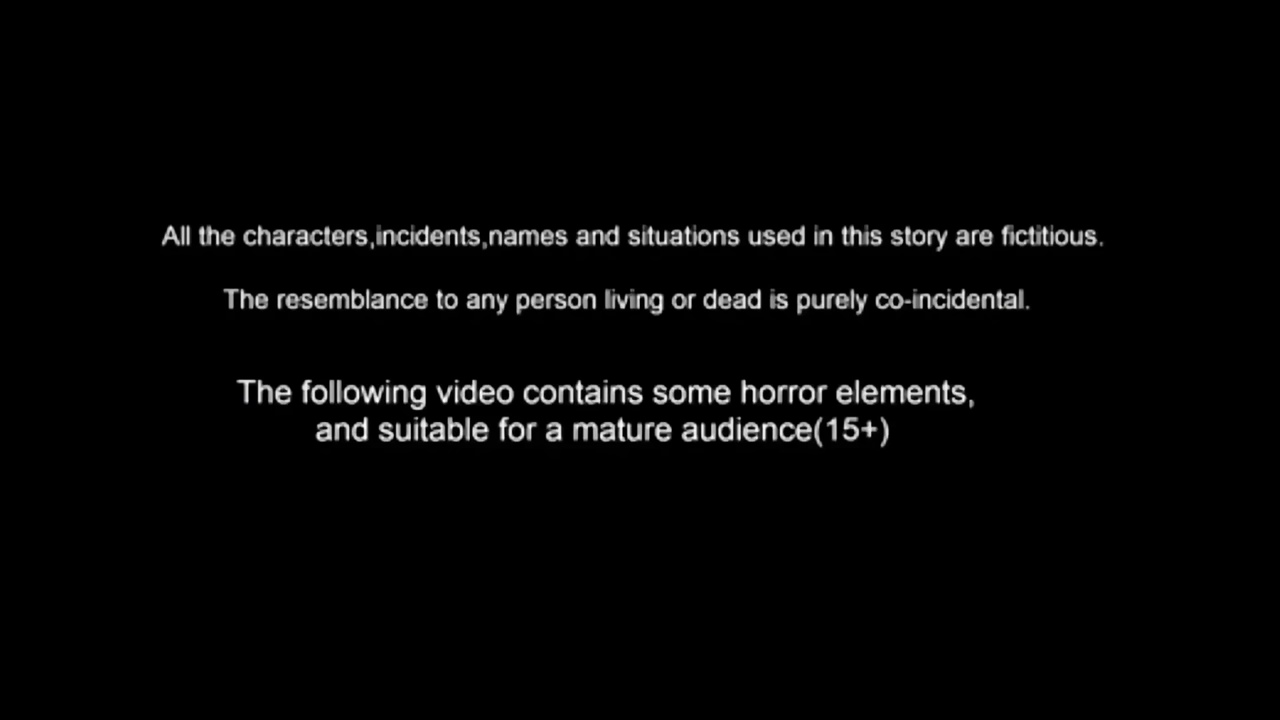 All the characters,incidents,names and situations used in this story are fictitious.
The resemblance to any person living or dead is purely co-incidental.
The following video contains some horror elements,
and suitable for a mature audience(15+)